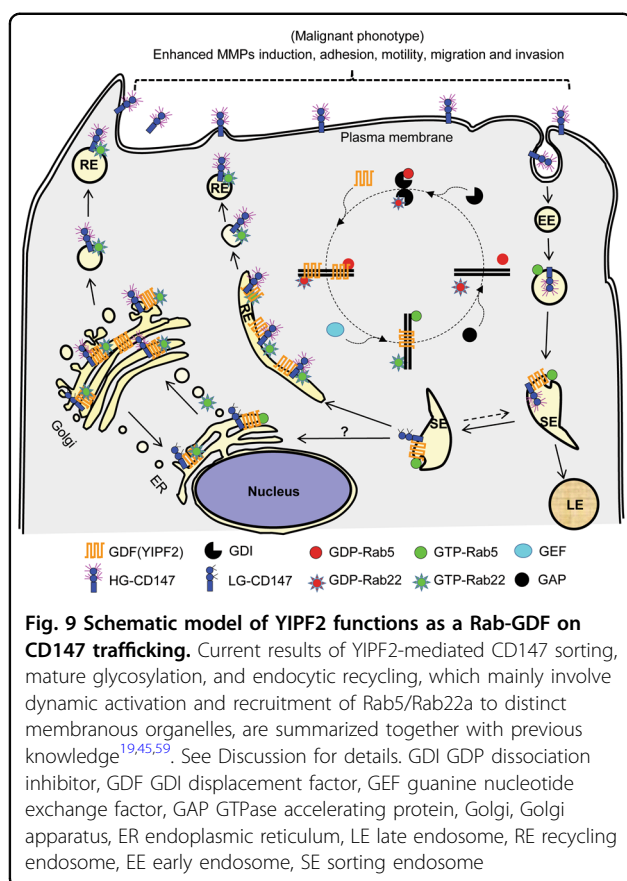 (Malignant phonotype)
Enhanced MMPs induction, adhesion, motility, migration and invasion
Plasma membrane
RE
RE
EE
RE
SE
SE
Golgi
ER
?
Nucleus
LE
GDF(YIPF2) GDI GDP-Rab5 GTP-Rab5 GEF
HG-CD147 LG-CD147 GDP-Rab22 GTP-Rab22 GAP
Fig. 9 Schematic model of YIPF2 functions as a Rab-GDF on
CD147 trafficking. Current results of YIPF2-mediated CD147 sorting,
mature glycosylation, and endocytic recycling, which mainly involve
dynamic activation and recruitment of Rab5/Rab22a to distinct
membranous organelles, are summarized together with previous
knowledge19,45,59. See Discussion for details. GDI GDP dissociation
inhibitor, GDF GDI displacement factor, GEF guanine nucleotide
exchange factor, GAP GTPase accelerating protein, Golgi, Golgi
apparatus, ER endoplasmic reticulum, LE late endosome, RE recycling
endosome, EE early endosome, SE sorting endosome